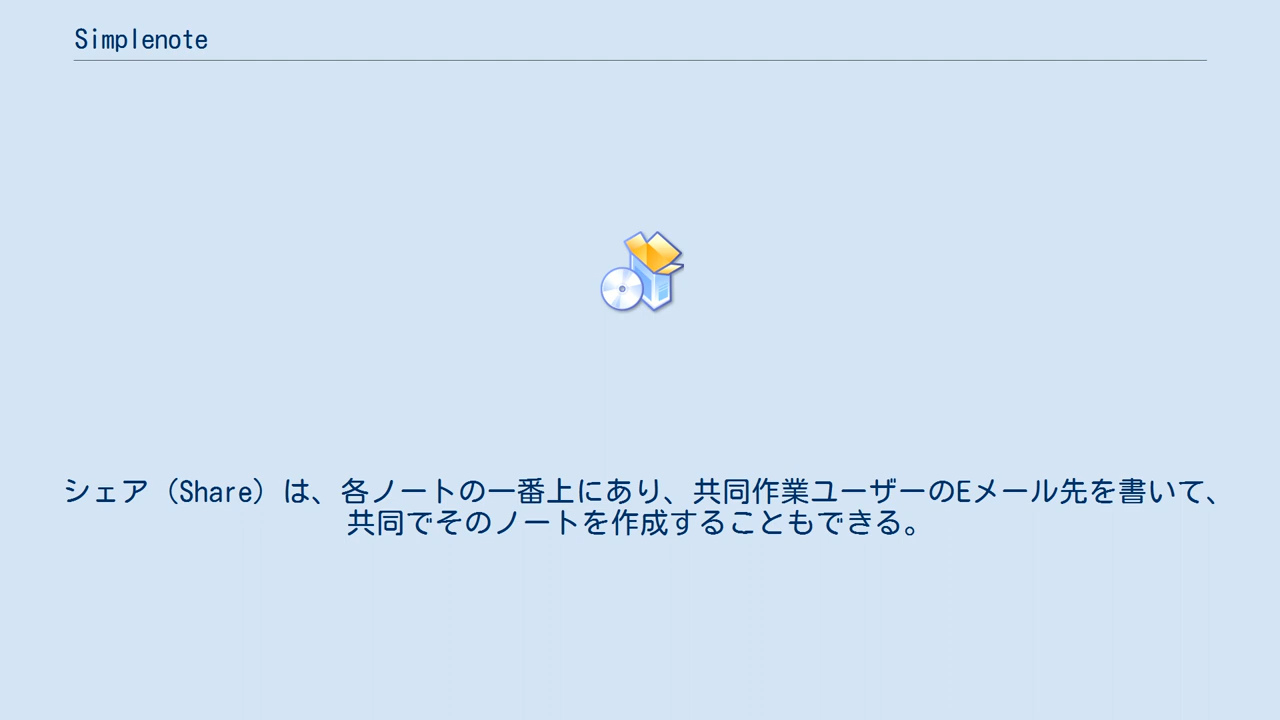 Simplenote
シェア（Share）は、各ノートの一番上にあり、共同作業ユーザーのEメール先を書いて、
共同でそのノートを作成することもできる。